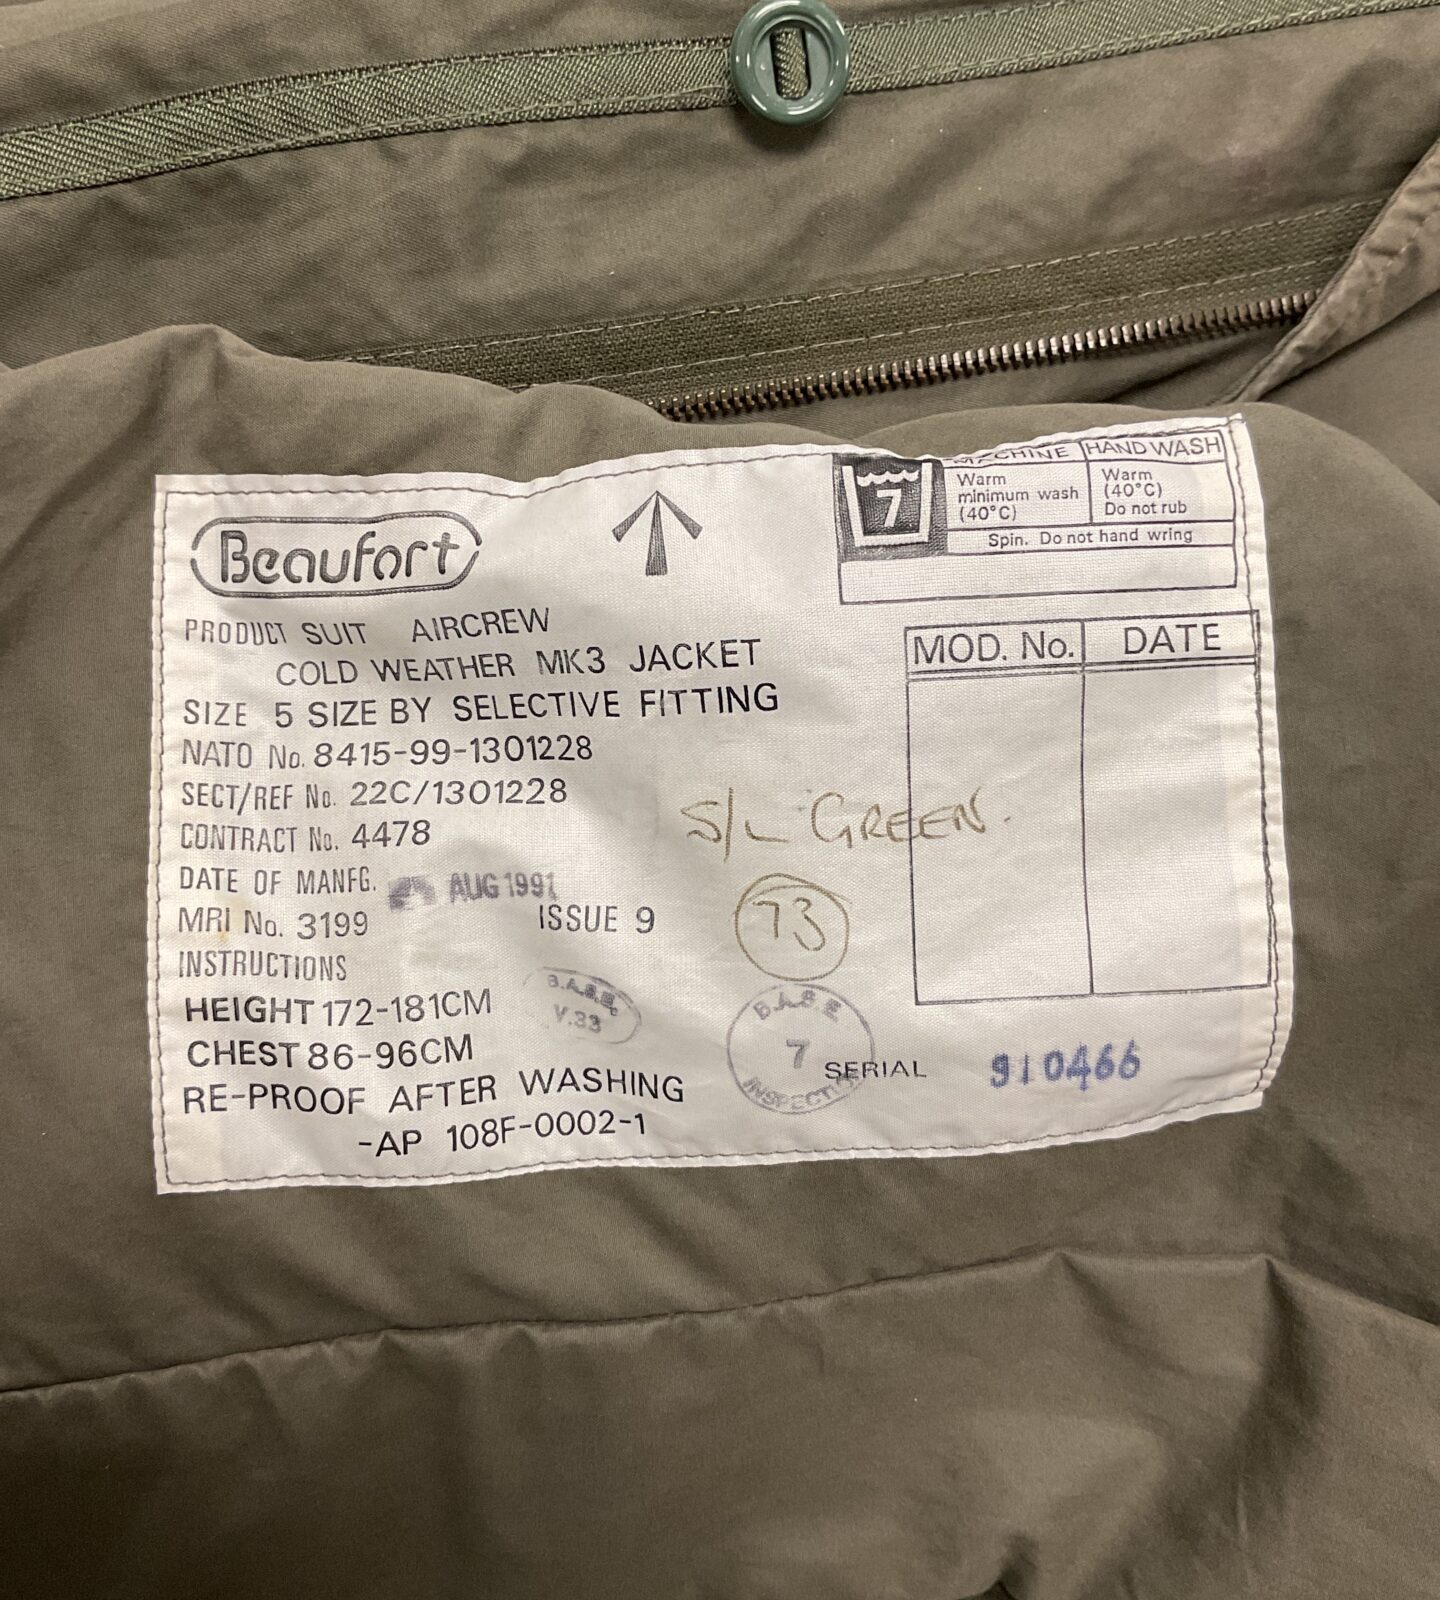 Beaufort
PRODUCT SUIT AIRCREW
COLD WEATHER MK3 JACKET
SIZE 5 SIZE BY SELECTIVE FITTING
NATO No. 8415-99-1301228
SECT/REF No. 22C/1301228
CONTRACT No. 4478
DATE OF MANFG. AUG 1991
MRI No. 3199 ISSUE 9
INSTRUCTIONS
HEIGHT 172-181CM
CHEST 86-96CM
RE-PROOF AFTER WASHING
-AP 108F-0002-1
7
MACHINE
Warm
minimum wash
(40°C)
HAND WASH
Warm
(40°C)
Do not rub
Spin. Do not hand wring
MOD. No. DATE
S/L GREEN.
73
B.A.S.E.
V.33
B.A.S.E
7
INSPECTION
SERIAL 910466